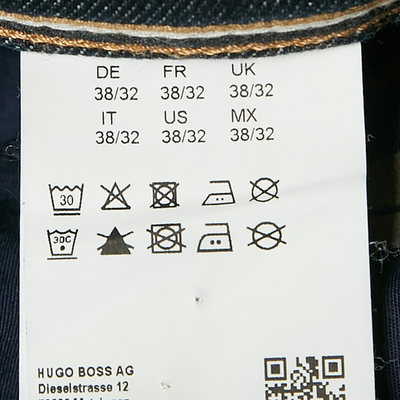 DE FR UK
38/32 38/32 38/32
IT US MX
38/32 38/32 38/32
30
30C
HUGO BOSS AG
Dieselstrasse 12